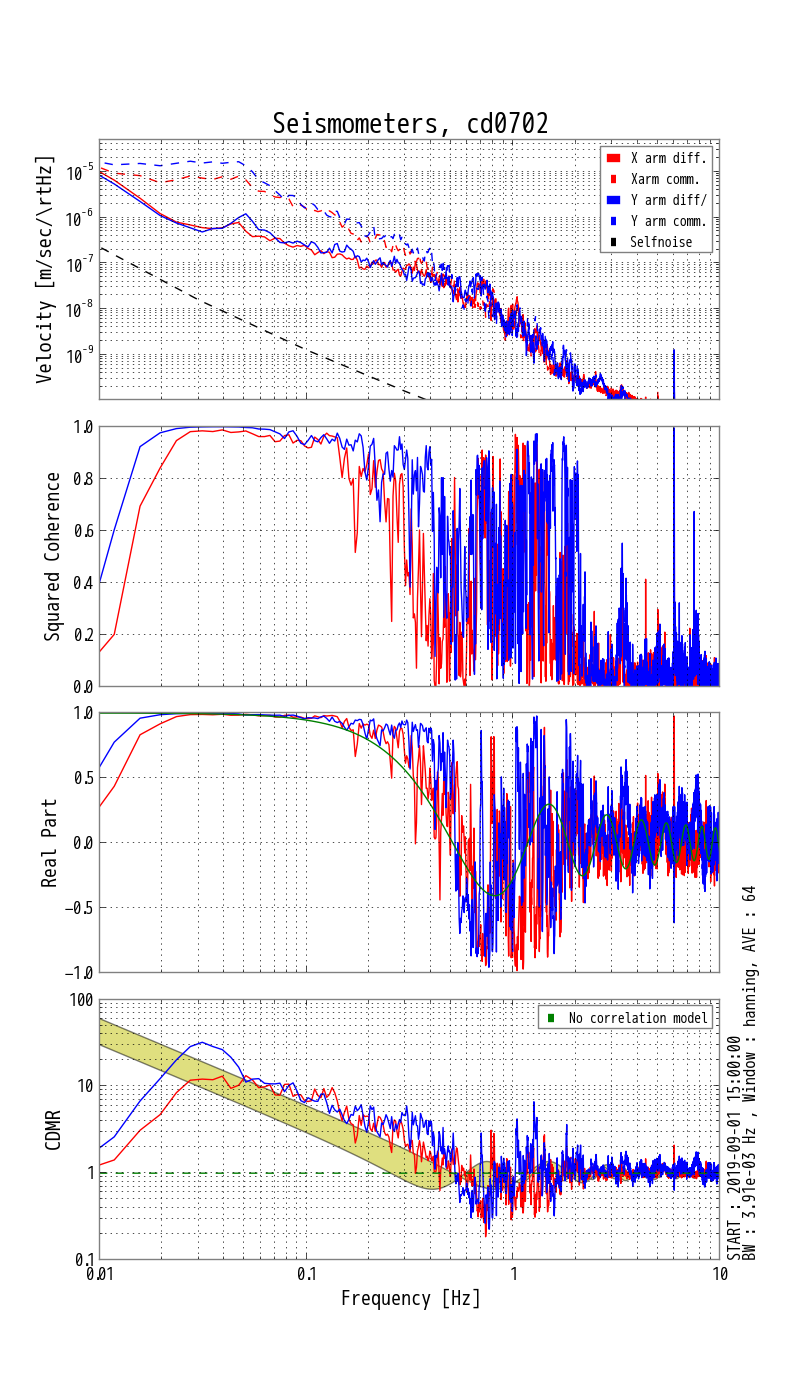 Seismometers, cd0702
Velocity [m/sec/\rtHz]
10-5
10-6
10-7
10-8
10-9
X arm diff.
Xarm comm.
Y arm diff/
Y arm comm.
Selfnoise
Squared Coherence
1.0
0.8
0.6
0.4
0.2
0.0
Real Part
1.0
0.5
0.0
−0.5
−1.0
CDMR
100
10
1
0.1
No correlation model
0.01
0.1
1
10
Frequency [Hz]
START : 2019-09-01 15:00:00
BW : 3.91e-03 Hz , Window : hanning, AVE : 64